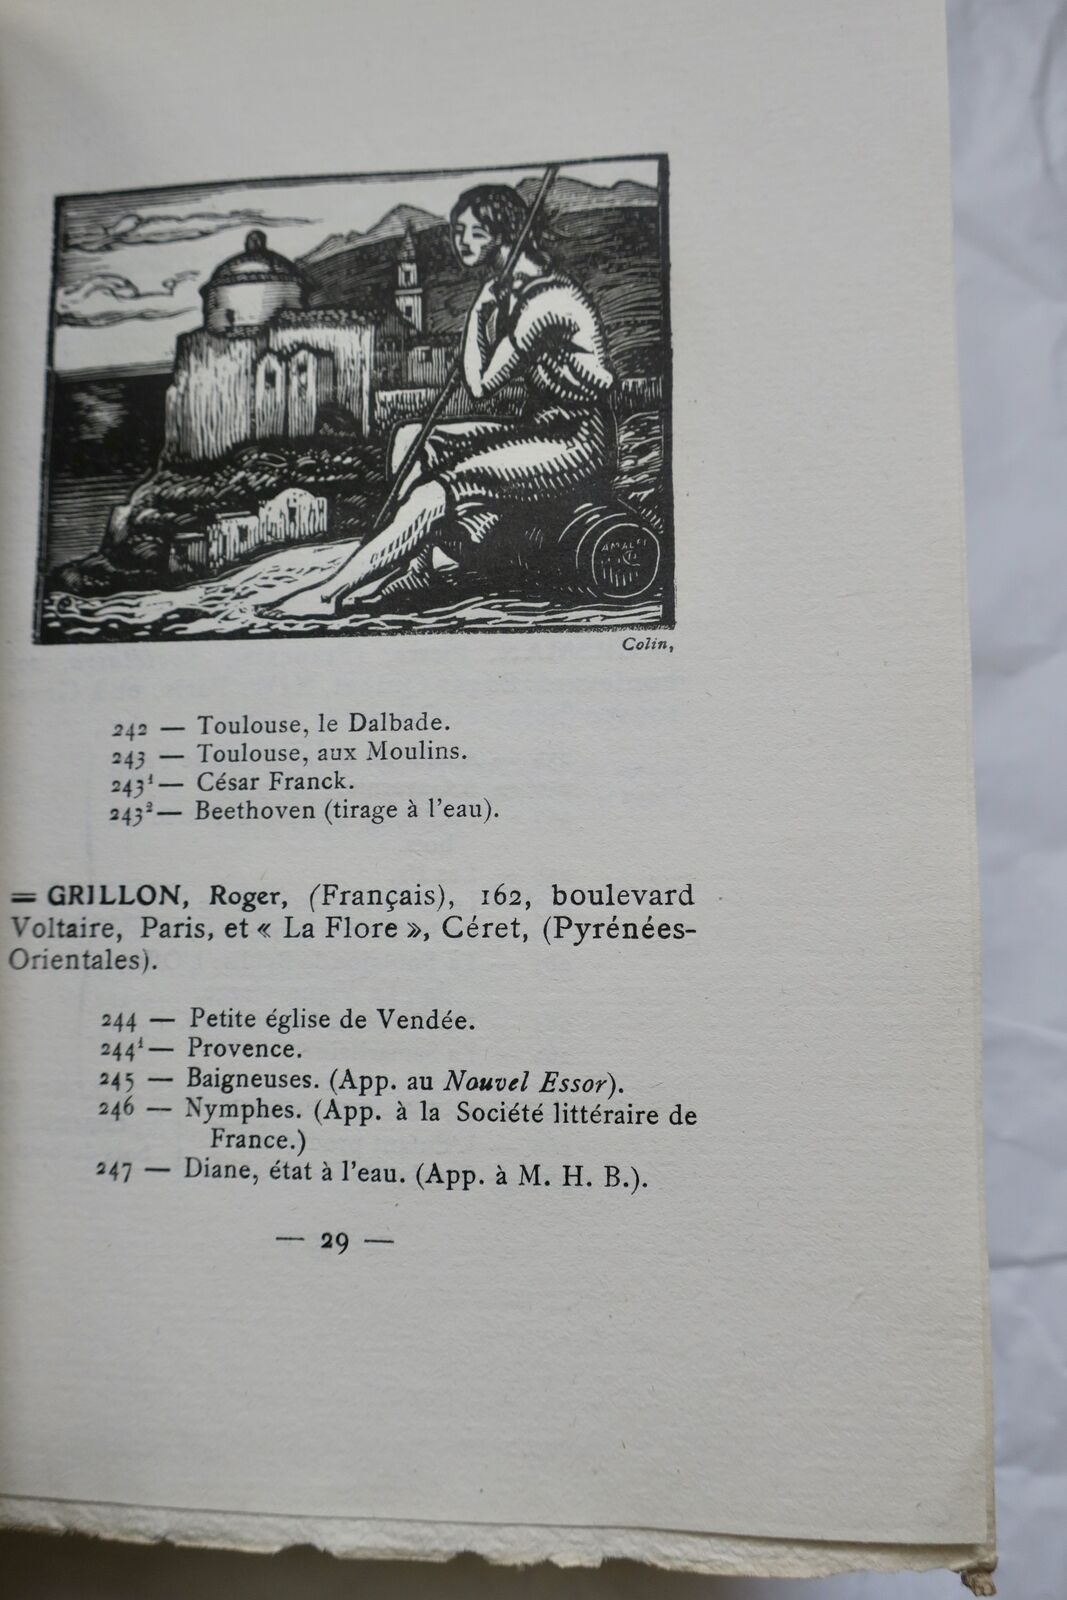 AMALFI
Colin,
242 — Toulouse, le Dalbade.
243 — Toulouse, aux Moulins.
243¹ — César Franck.
243² — Beethoven (tirage à l'eau).
= GRILLON, Roger, (Français), 162, boulevard
Voltaire, Paris, et « La Flore », Céret, (Pyrénées-
Orientales).
244 — Petite église de Vendée.
244¹ — Provence.
245 — Baigneuses. (App. au Nouvel Essor).
246 — Nymphes. (App. à la Société littéraire de
France.)
247 — Diane, état à l'eau. (App. à M. H. B.).
— 29 —